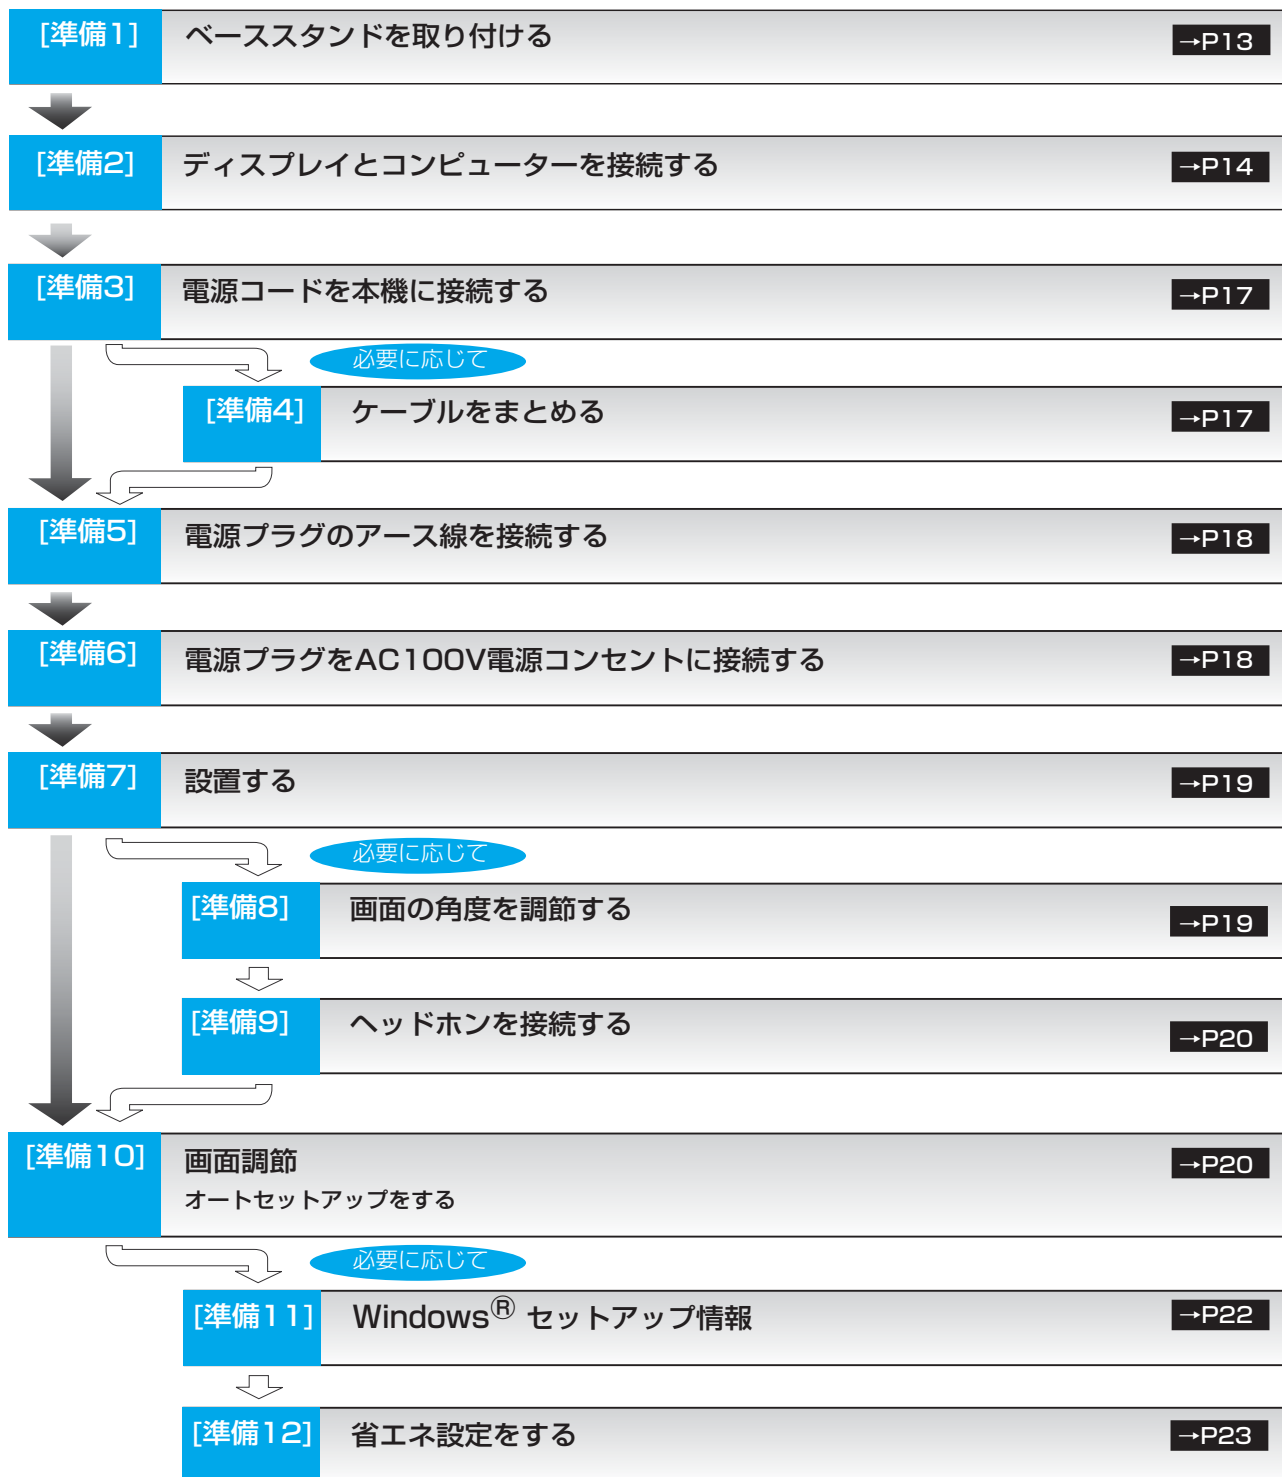 [準備1] ベーススタンドを取り付ける →P13
[準備2] ディスプレイとコンピューターを接続する →P14
[準備3] 電源コードを本機に接続する →P17
必要に応じて
[準備4] ケーブルをまとめる →P17
[準備5] 電源プラグのアース線を接続する →P18
[準備6] 電源プラグをAC100V電源コンセントに接続する →P18
[準備7] 設置する →P19
必要に応じて
[準備8] 画面の角度を調節する →P19
[準備9] ヘッドホンを接続する →P20
[準備10] 画面調節 →P20
オートセットアップをする
必要に応じて
[準備11] Windows® セットアップ情報 →P22
[準備12] 省エネ設定をする →P23